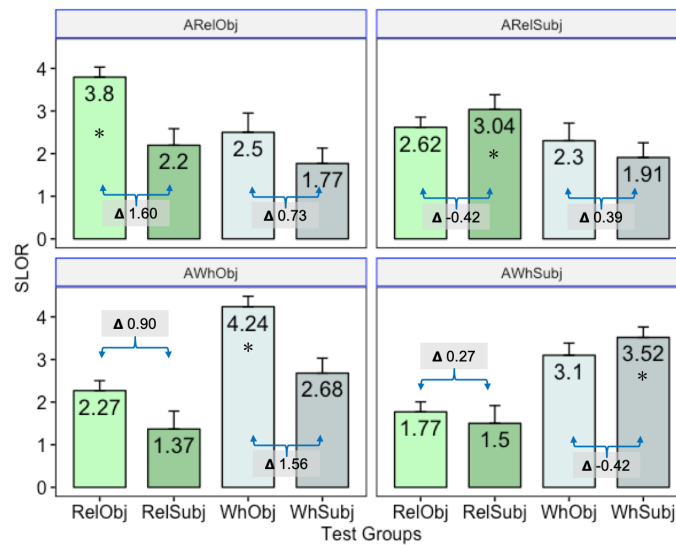 ARelObj
ARelSubj
SLOR
4
3
2
1
0
3.8
*
2.2
2.5
1.77
Δ 1.60
Δ 0.73
2.62
3.04
*
2.3
1.91
Δ -0.42
Δ 0.39
AWhObj
AWhSubj
4
3
2
1
0
Δ 0.90
2.27
1.37
4.24
*
2.68
Δ 1.56
Δ 0.27
1.77
1.5
3.1
3.52
*
Δ -0.42
RelObj RelSubj WhObj WhSubj
RelObj RelSubj WhObj WhSubj
Test Groups